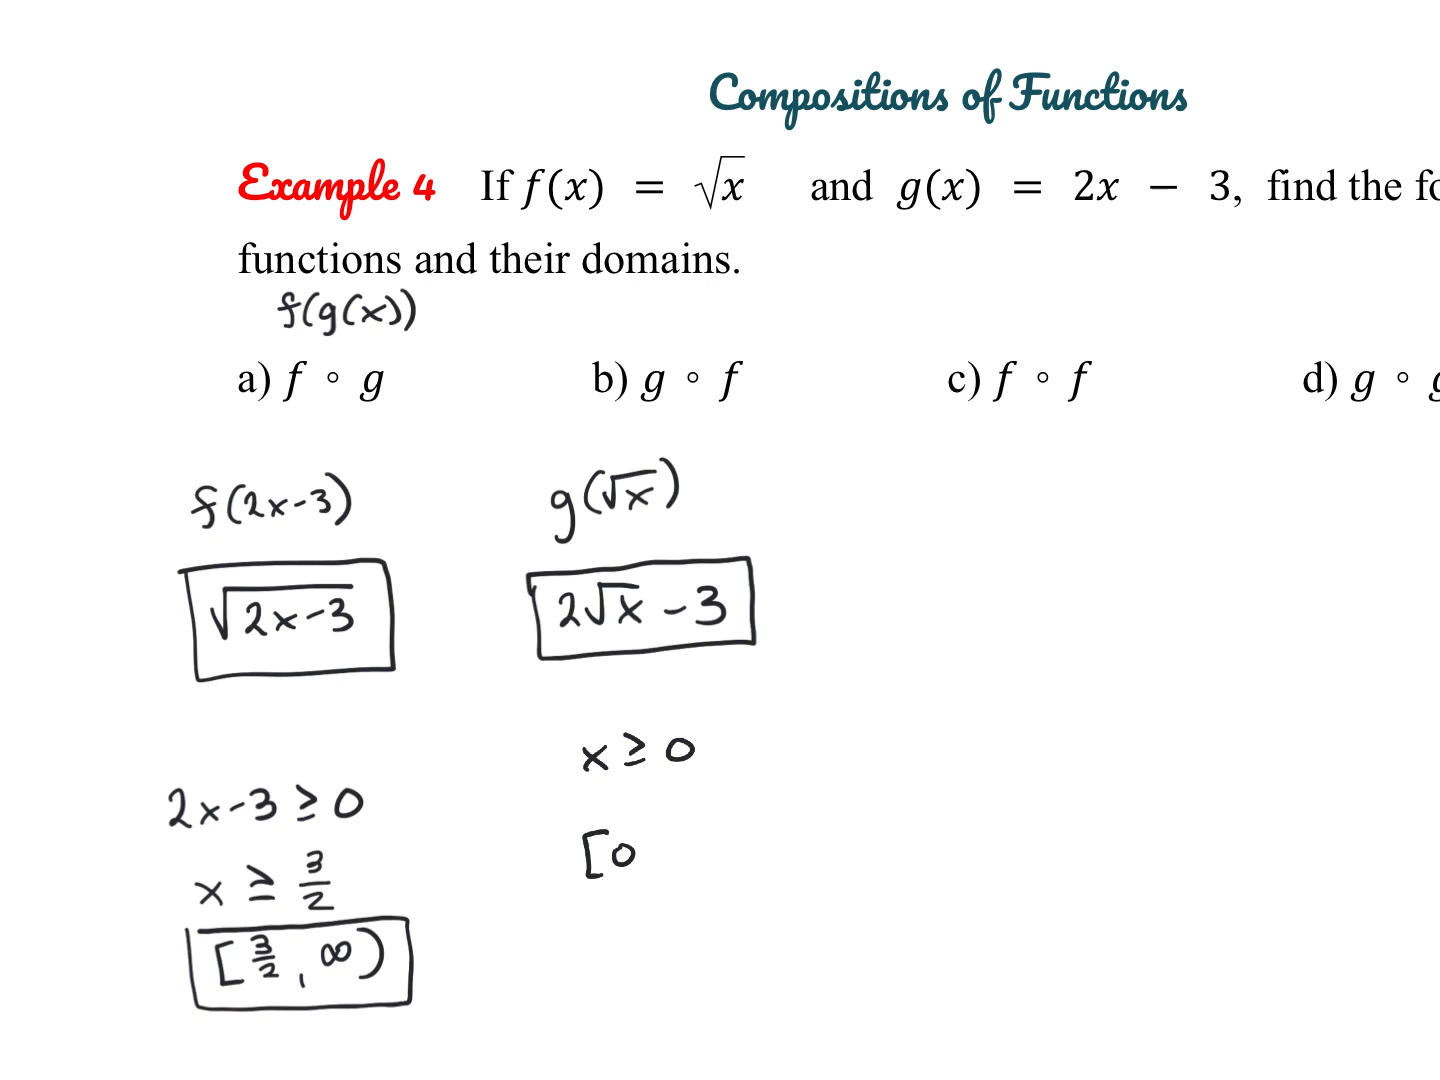 Compositions of Functions
Example 4 If f(x) = √x and g(x) = 2x − 3, find the fo
functions and their domains.
f(g(x))
a) f ∘ g b) g ∘ f c) f ∘ f d) g ∘ g
f(2x-3) g(√x)
√2x-3 2√x - 3
x ≥ 0
2x-3 ≥ 0
[0
x ≥ 3/2
[3/2, ∞)